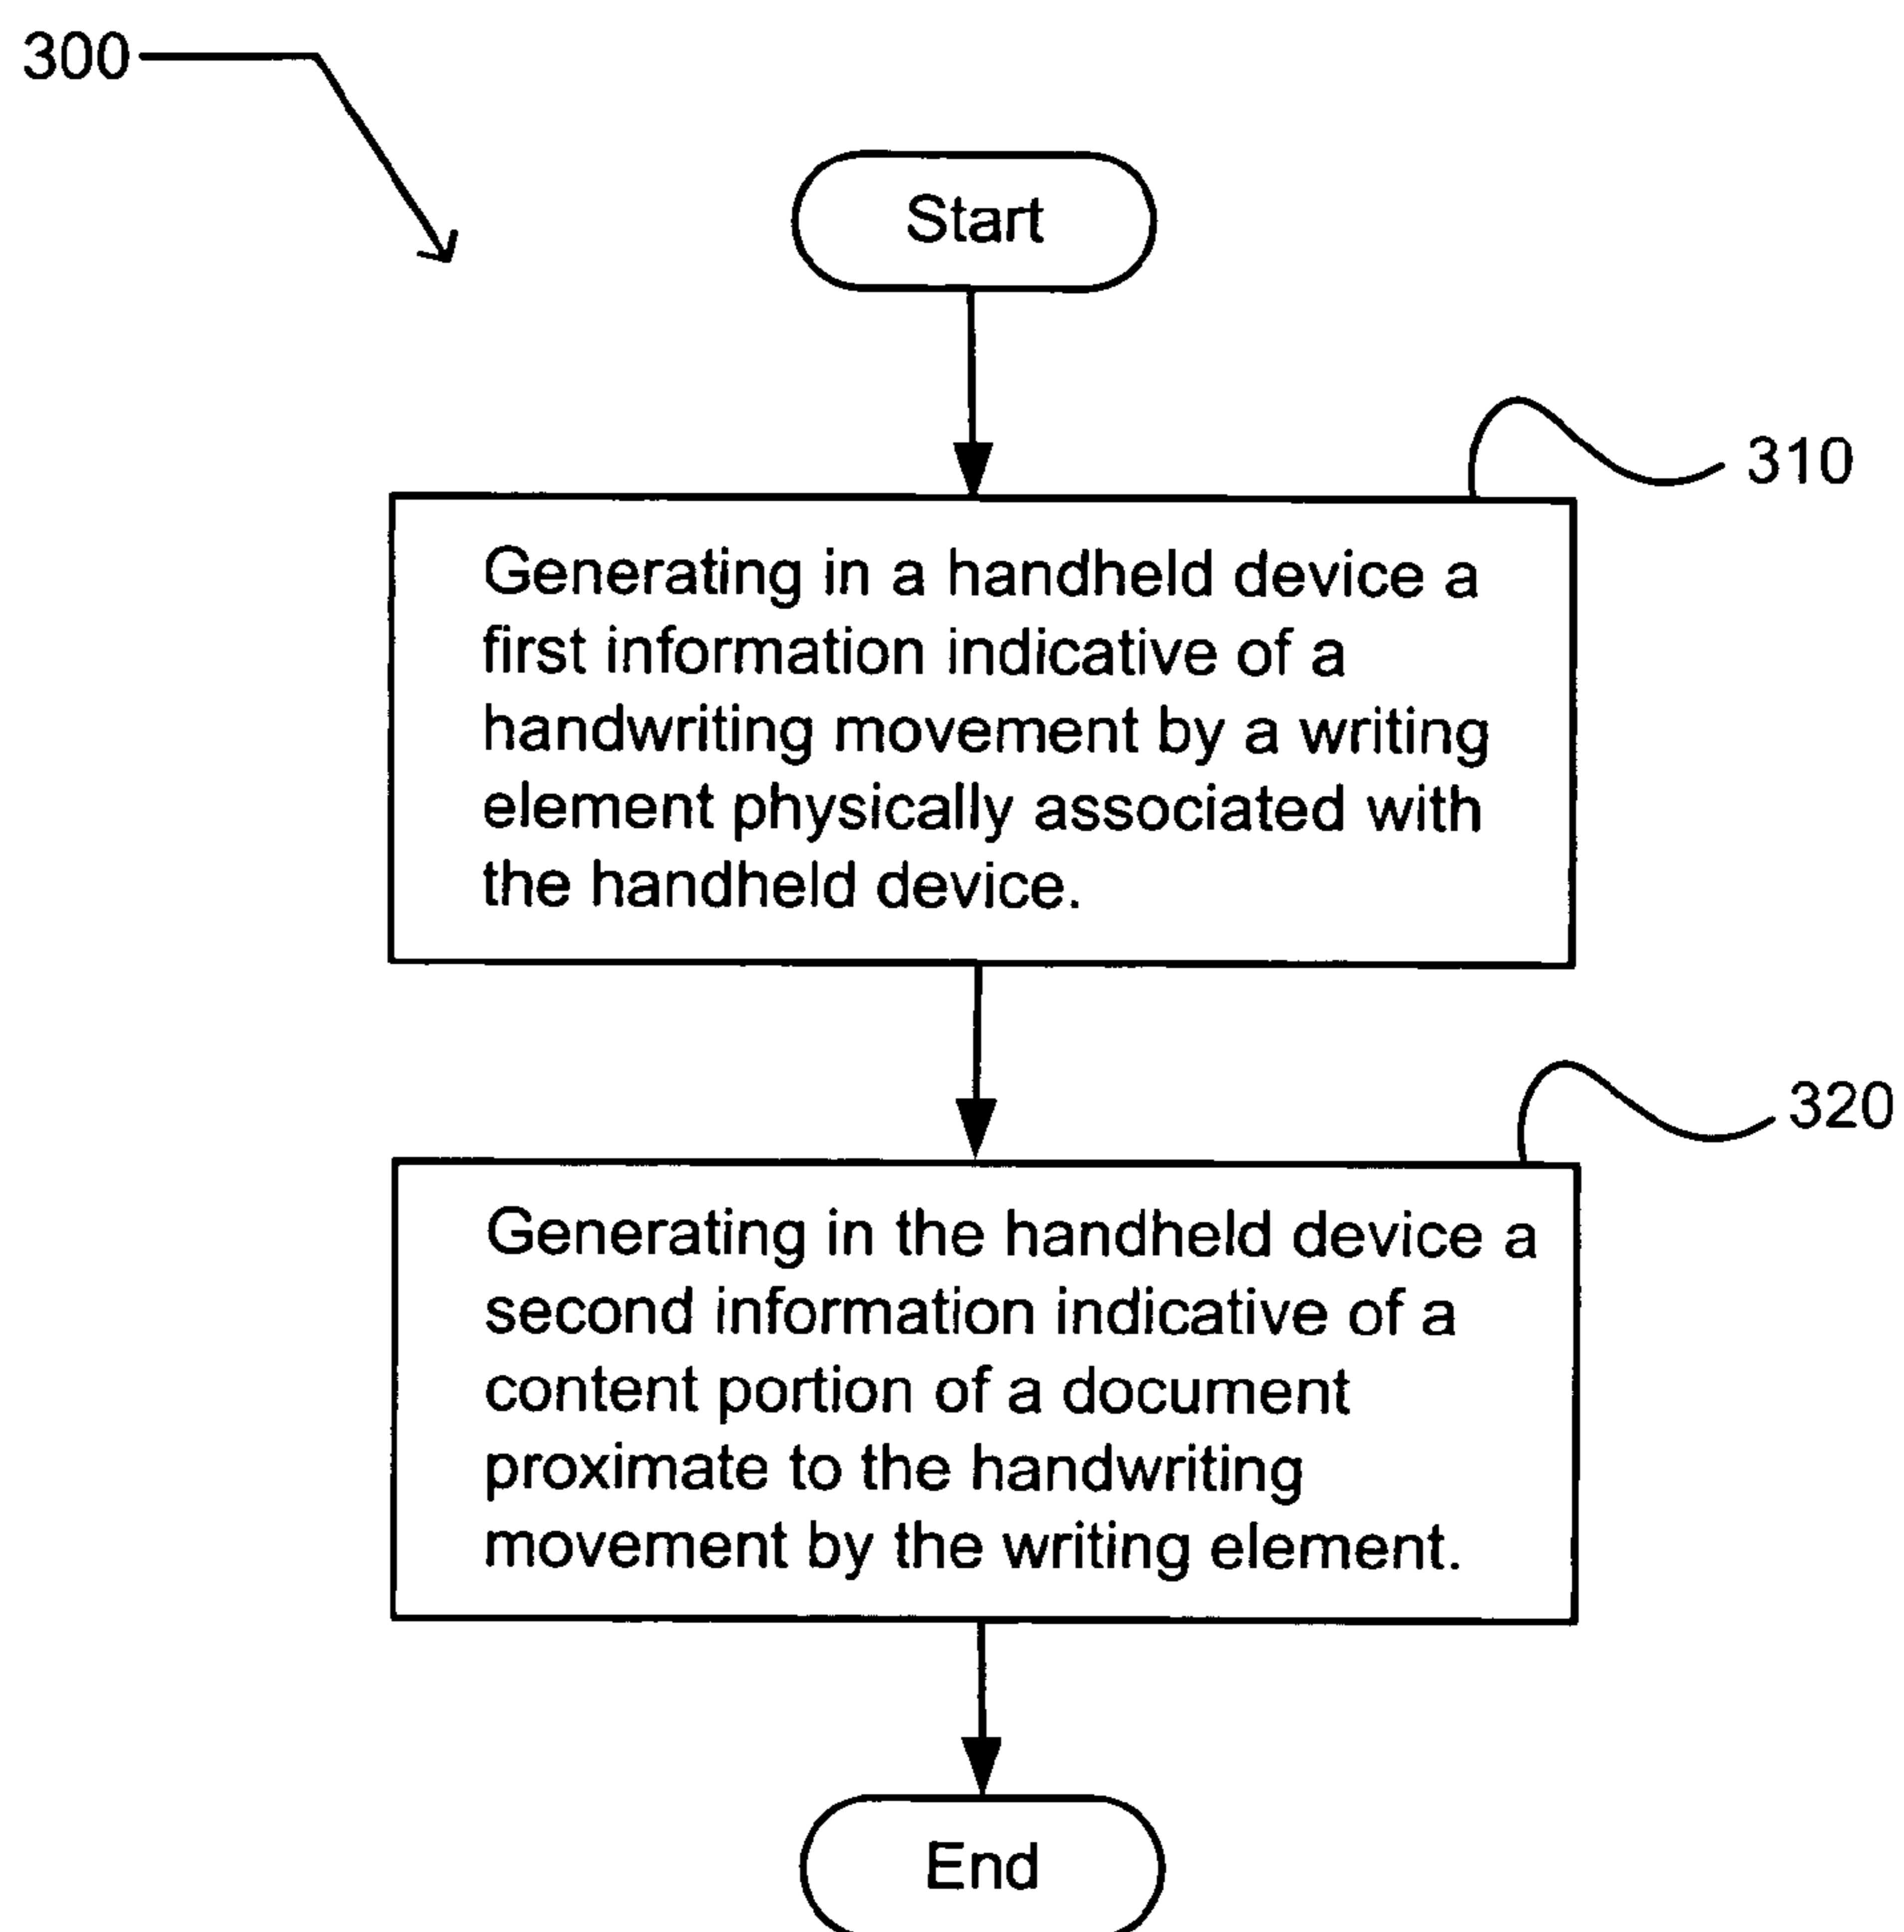 300
Start
310
Generating in a handheld device a
first information indicative of a
handwriting movement by a writing
element physically associated with
the handheld device.
320
Generating in the handheld device a
second information indicative of a
content portion of a document
proximate to the handwriting
movement by the writing element.
End